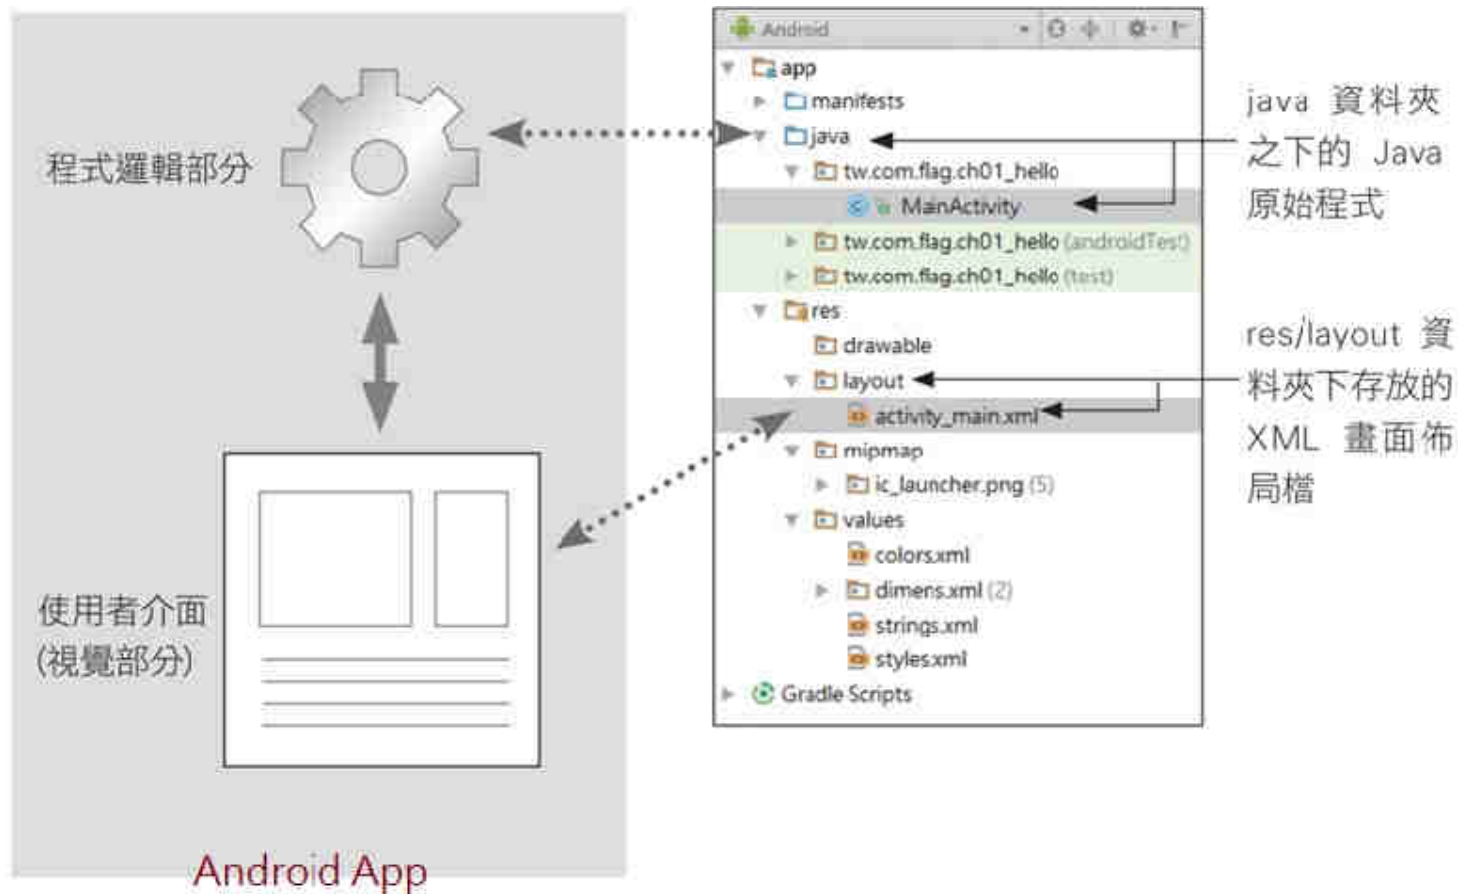 程式邏輯部分
使用者介面
(視覺部分)
Android App
Android
app
manifests
java
tw.com.flag.ch01_hello
MainActivity
tw.com.flag.ch01_hello (androidTest)
tw.com.flag.ch01_hello (test)
res
drawable
layout
activity_main.xml
mipmap
ic_launcher.png (5)
values
colors.xml
dimens.xml (2)
strings.xml
styles.xml
Gradle Scripts
java 資料夾
之下的 Java
原始程式
res/layout 資
料夾下存放的
XML 畫面佈
局檔